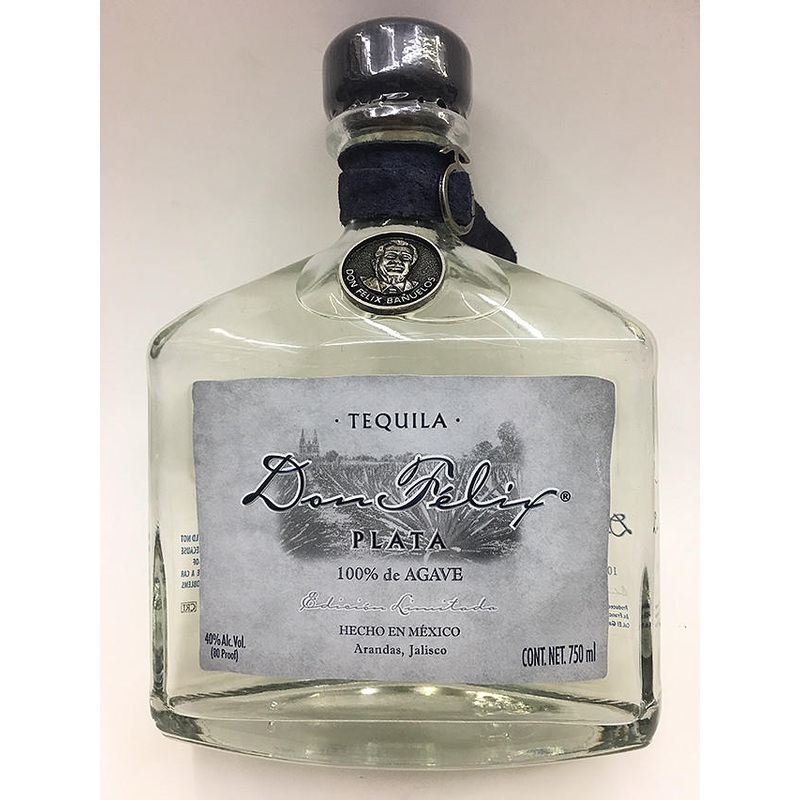 DON FELIX BAÑUELOS
· TEQUILA ·
Don Félix®
PLATA
100% de AGAVE
Edición Limitada
HECHO EN MÉXICO
Arandas, Jalisco
40% Alc. Vol.
(80 Proof)
CONT. NET. 750 ml